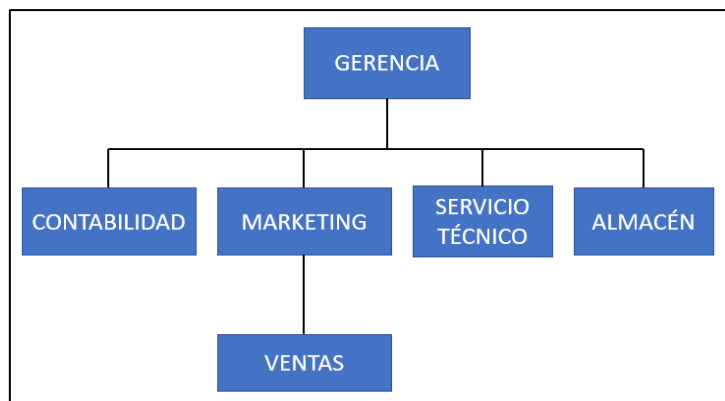 GERENCIA
CONTABILIDAD
MARKETING
SERVICIO
TÉCNICO
ALMACÉN
VENTAS